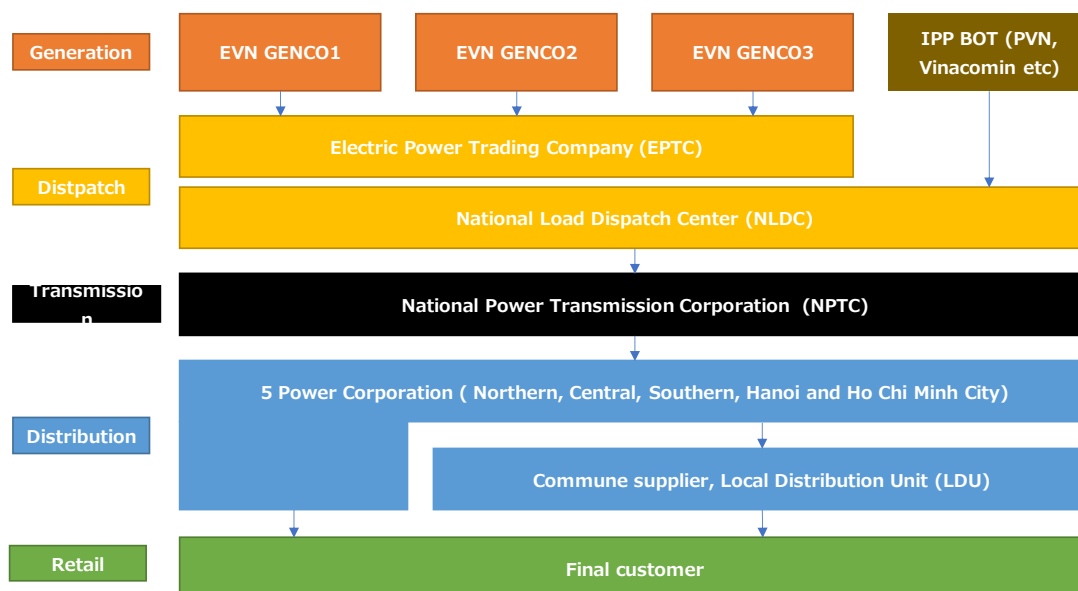 Generation
EVN GENCO1
EVN GENCO2
EVN GENCO3
IPP BOT (PVN,
Vinacomin etc)
Electric Power Trading Company (EPTC)
Distpatch
National Load Dispatch Center (NLDC)
Transmissio
n
National Power Transmission Corporation (NPTC)
5 Power Corporation ( Northern, Central, Southern, Hanoi and Ho Chi Minh City)
Distribution
Commune supplier, Local Distribution Unit (LDU)
Retail
Final customer